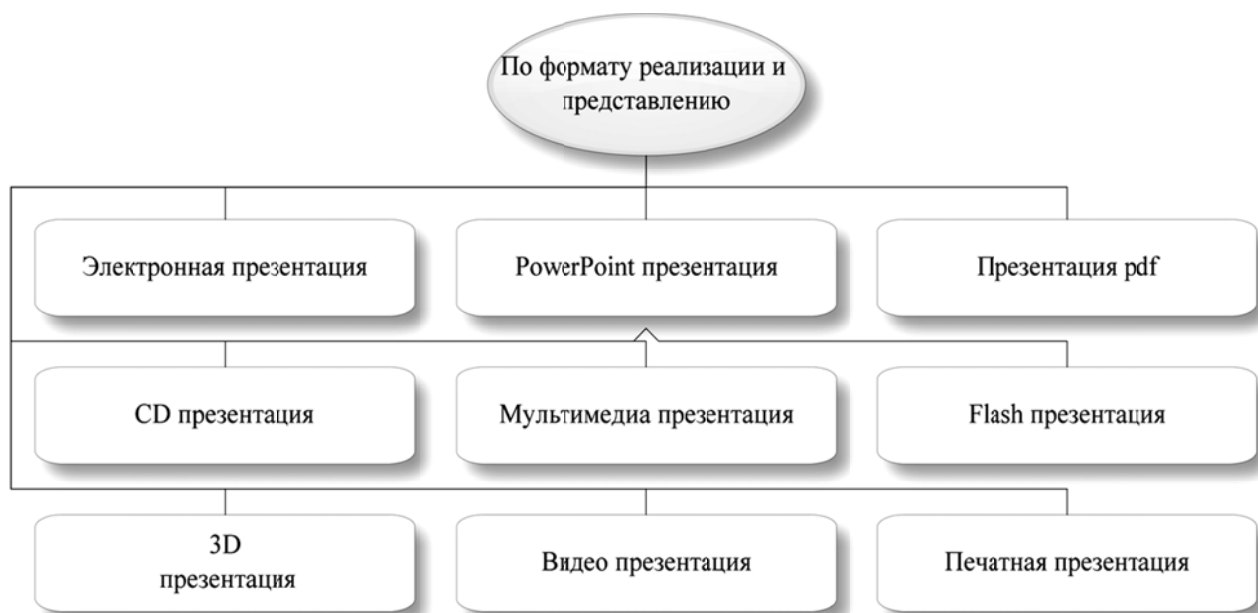 По формату реализации и
представлению
Электронная презентация
PowerPoint презентация
Презентация pdf
CD презентация
Мультимедиа презентация
Flash презентация
3D
презентация
Видео презентация
Печатная презентация